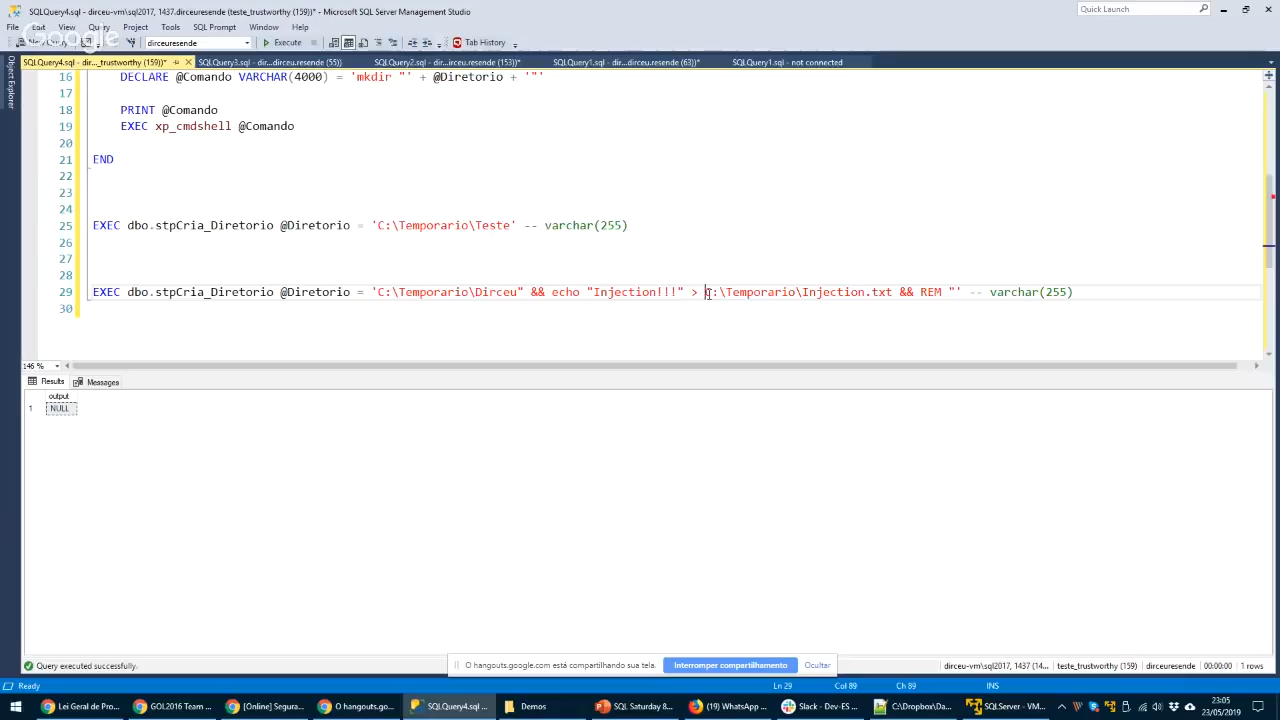 SQLQuery4.sql - dirceu-vm\sql2017, 1437.dirceuresende (teste_trustworthy (159))* - Microsoft SQL Server Management Studio
Quick Launch
File Edit View Project Tools SQL Prompt Window Help
Google
New Query dirceuresende Execute Tab History
SQLQuery4.sql - dir..._trustworthy (159))* SQLQuery3.sql - dir...dirceu.resende (55)) SQLQuery2.sql - dir...irceu.resende (153))* SQLQuery1.sql - dir...dirceu.resende (63))* SQLQuery1.sql - not connected
Object Explorer
16 DECLARE @Comando VARCHAR(4000) = 'mkdir "' + @Diretorio + '"'
17
18 PRINT @Comando
19 EXEC xp_cmdshell @Comando
20
21 END
22
23
24
25 EXEC dbo.stpCria_Diretorio @Diretorio = 'C:\Temporario\Teste' -- varchar(255)
26
27
28
29 EXEC dbo.stpCria_Diretorio @Diretorio = 'C:\Temporario\Dirceu" && echo "Injection!!!" > C:\Temporario\Injection.txt && REM "' -- varchar(255)
30
146 %
Results Messages
output
1 NULL
Query executed successfully.
O hangouts.google.com está compartilhando sua tela. Interromper compartilhamento Ocultar
dirceu-vm\sql2017, 1437 (14... teste_trustworthy (159) dirceuresende 00:00:00 1 rows
Ready Ln 29 Col 89 Ch 89 INS
Lei Geral de Pro... GOL2016 Team ... [Online] Segura... O hangouts.goo... SQLQuery4.sql ... Demos SQL Saturday 8... (19) WhatsApp ... Slack - Dev-ES ... C:\Dropbox\Da... SQLServer - VM...
23:05
23/05/2019